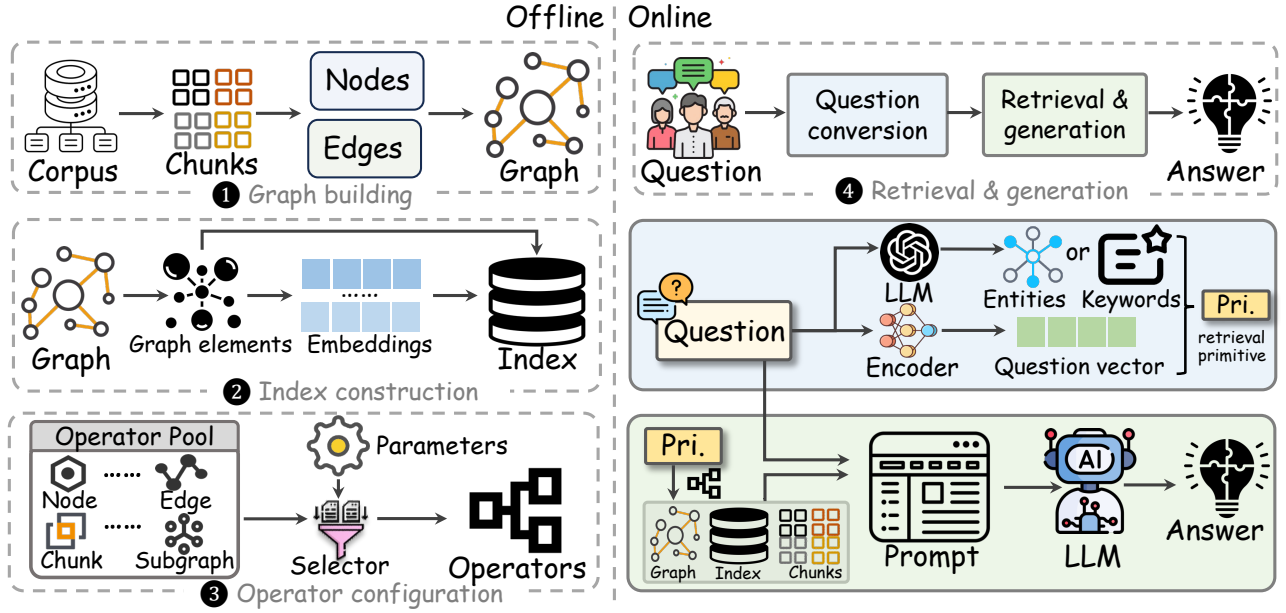 Offline
Online
Corpus
Chunks
Nodes
Edges
Graph
1 Graph building
Graph
Graph elements
......
Embeddings
Index
2 Index construction
Operator Pool
Node
......
Edge
Chunk
......
Subgraph
Parameters
Selector
Operators
3 Operator configuration
Question
Question
conversion
Retrieval &
generation
Answer
4 Retrieval & generation
?
Question
LLM
Entities
or
Keywords
Encoder
Question vector
Pri.
retrieval
primitive
Pri.
Graph
Index
Chunks
Prompt
AI
LLM
Answer